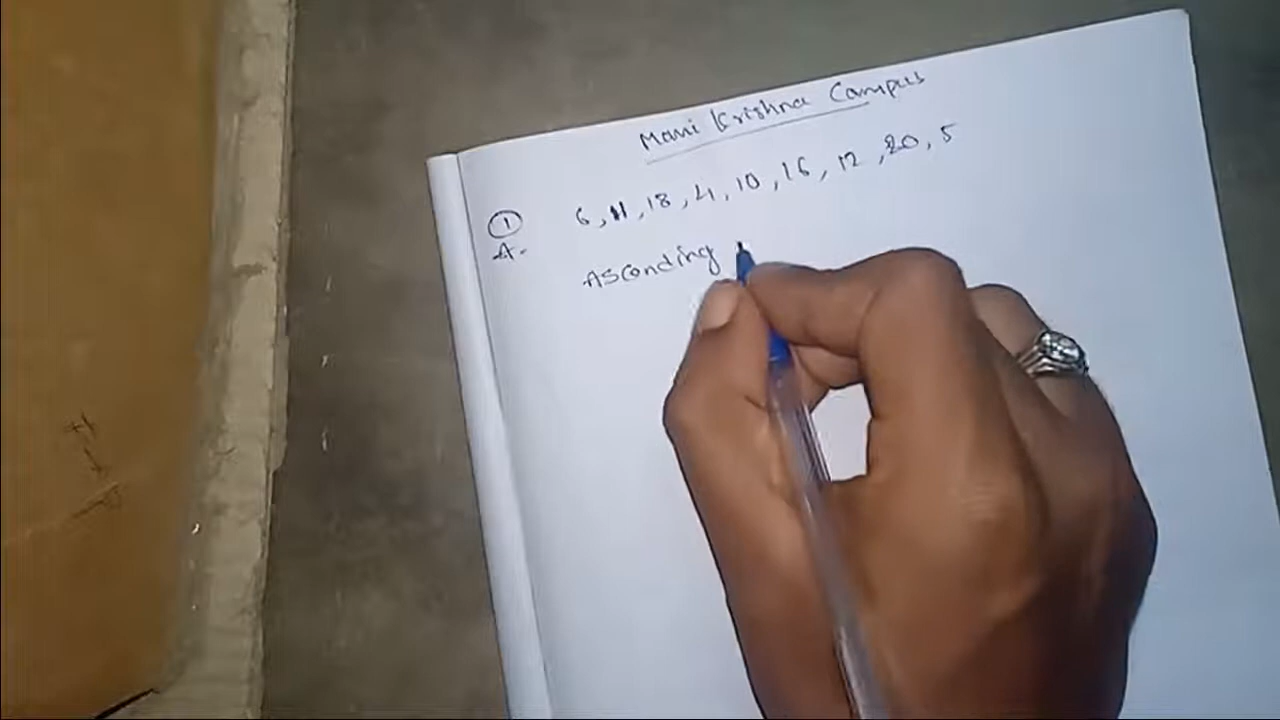 Mani Krishna Campus
① 6, 11, 18, 4, 10, 16, 12, 20, 5
A. Ascending